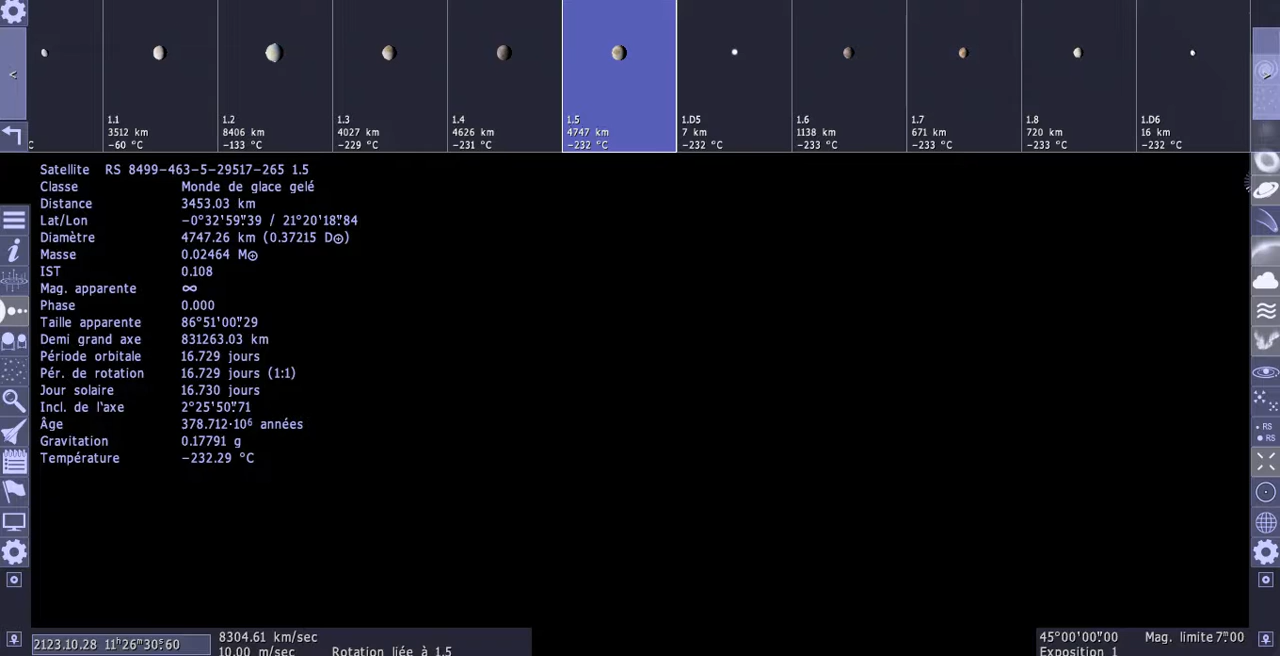 1.1
3512 km
-60 °C
1.2
8406 km
-133 °C
1.3
4027 km
-229 °C
1.4
4626 km
-231 °C
1.5
4747 km
-232 °C
1.D5
7 km
-232 °C
1.6
1138 km
-233 °C
1.7
671 km
-233 °C
1.8
720 km
-233 °C
1.D6
16 km
-232 °C
C
Satellite RS 8499-463-5-29517-265 1.5
Classe Monde de glace gelé
Distance 3453.03 km
Lat/Lon -0°32'59."39 / 21°20'18."84
Diamètre 4747.26 km (0.37215 D⊕)
Masse 0.02464 M⊕
IST 0.108
Mag. apparente ∞
Phase 0.000
Taille apparente 86°51'00."29
Demi grand axe 831263.03 km
Période orbitale 16.729 jours
Pér. de rotation 16.729 jours (1:1)
Jour solaire 16.730 jours
Incl. de l'axe 2°25'50."71
Âge 378.712·10⁶ années
Gravitation 0.17791 g
Température -232.29 °C
• RS
● RS
2123.10.28 11ʰ26ᵐ30ˢ.60
8304.61 km/sec
10.00 m/sec Rotation liée à 1.5
45°00'00."00 Mag. limite 7.ᵐ00
Exposition 1